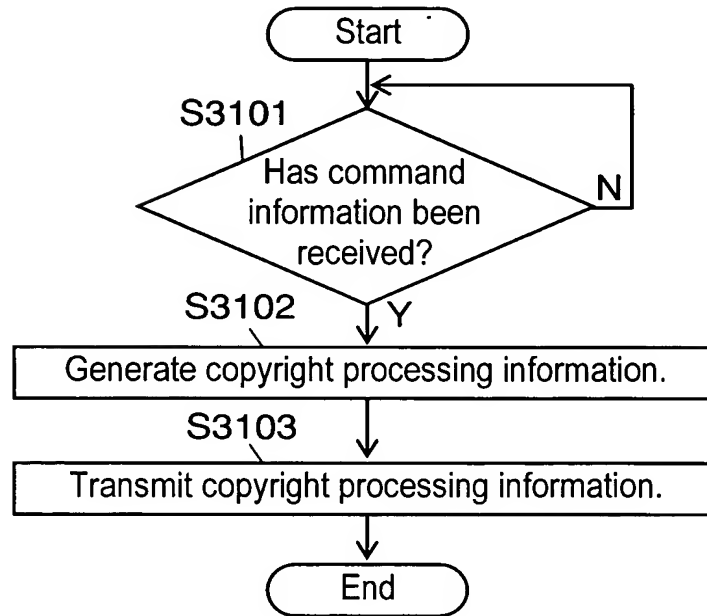 Start
S3101
Has command
information been
received?
N
Y
S3102
Generate copyright processing information.
S3103
Transmit copyright processing information.
End